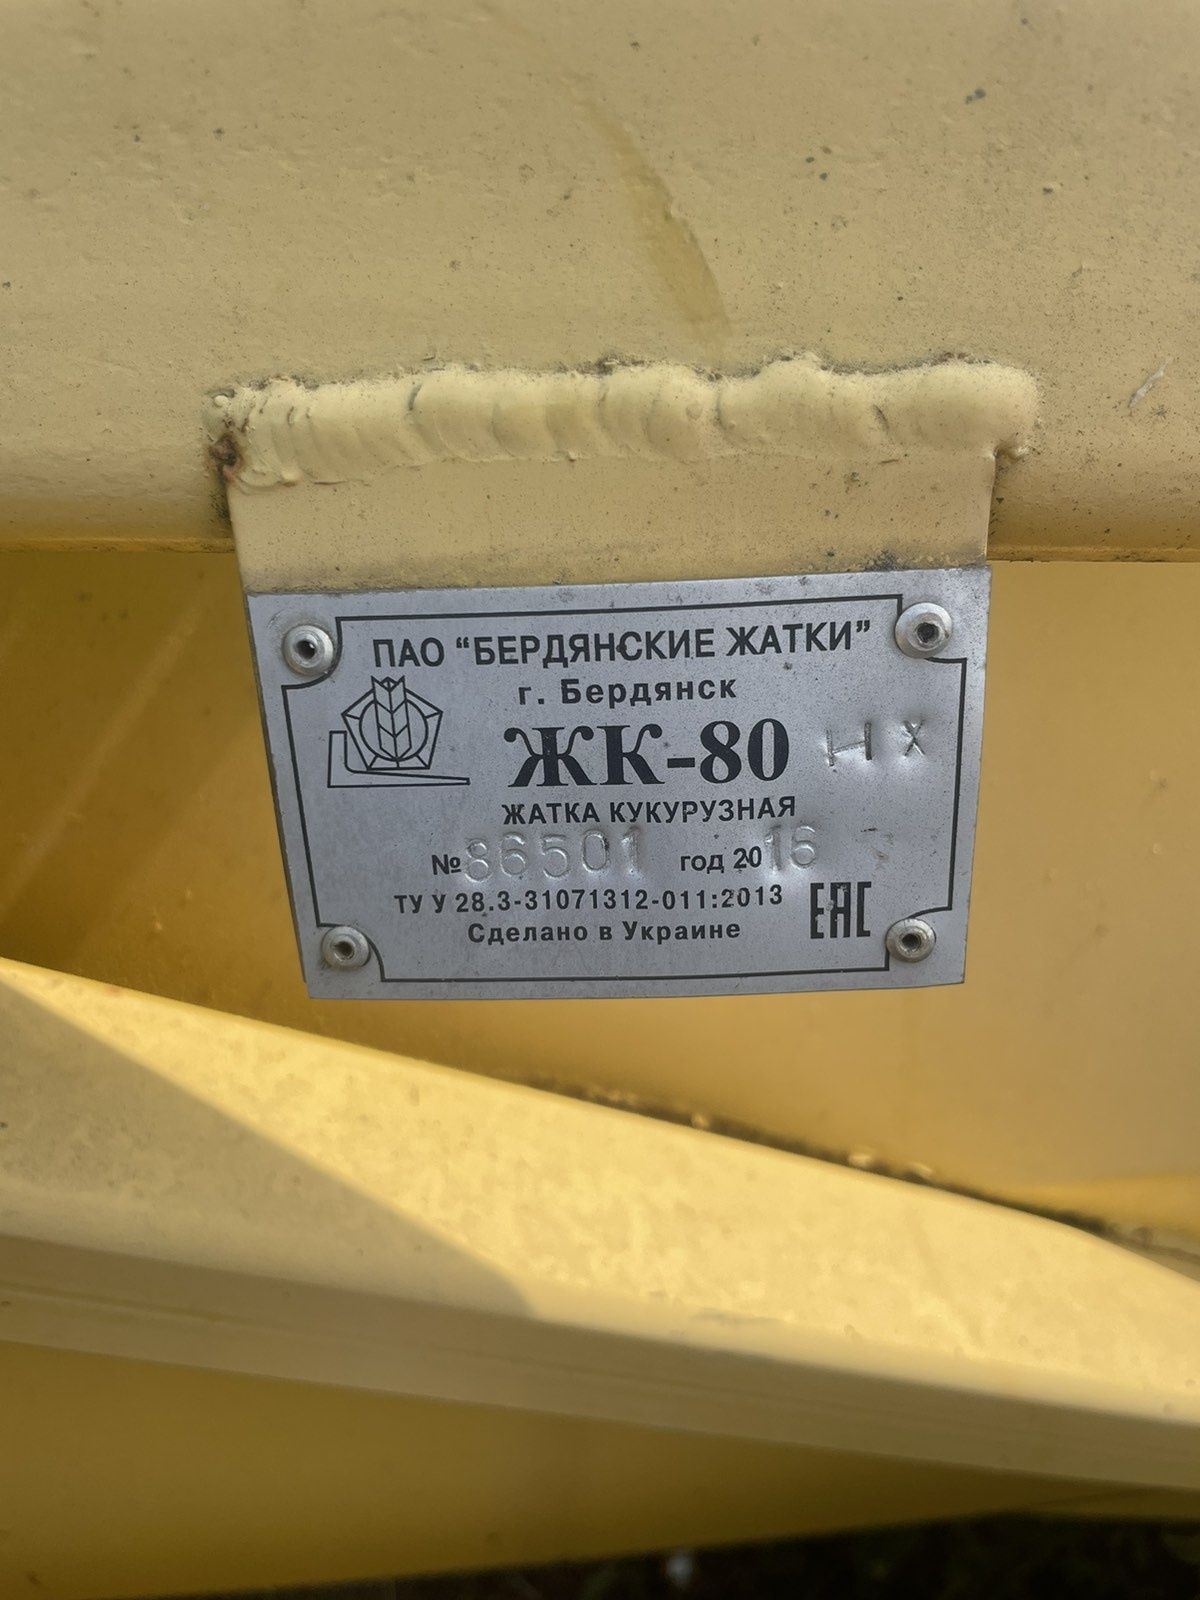 ПАО “БЕРДЯНСКИЕ ЖАТКИ”
г. Бердянск
ЖК-80 НХ
ЖАТКА КУКУРУЗНАЯ
№86501 год 2016
ТУ У 28.3-31071312-011:2013
Сделано в Украине
ЕАС